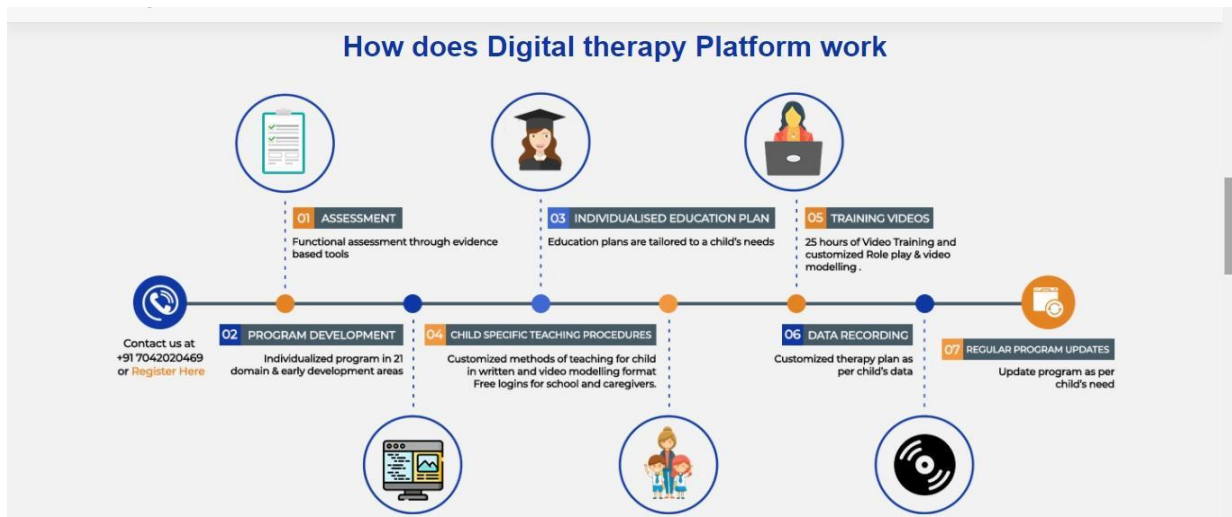 How does Digital therapy Platform work
01 ASSESSMENT
Functional assessment through evidence
based tools
03 INDIVIDUALISED EDUCATION PLAN
Education plans are tailored to a child's needs
05 TRAINING VIDEOS
25 hours of Video Training and
customized Role play & video
modelling .
Contact us at
+91 7042020469
or Register Here
02 PROGRAM DEVELOPMENT
Individualized program in 21
domain & early development areas
04 CHILD SPECIFIC TEACHING PROCEDURES
Customized methods of teaching for child
in written and video modelling format
Free logins for school and caregivers.
06 DATA RECORDING
Customized therapy plan as
per child's data
07 REGULAR PROGRAM UPDATES
Update program as per
child's need